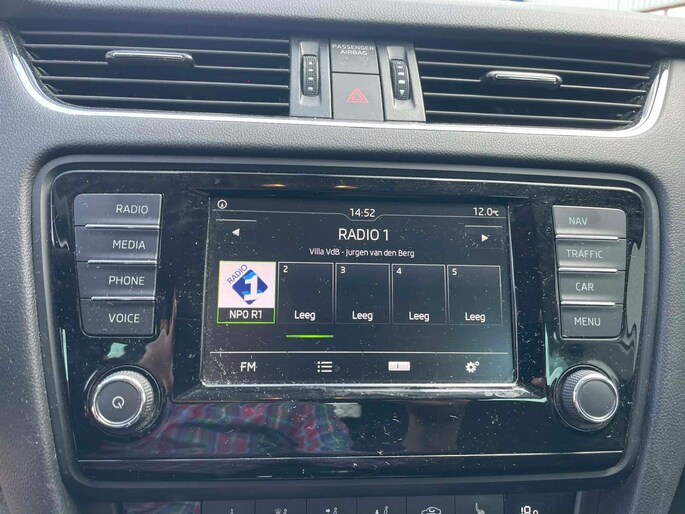 PASSENGER
AIRBAG
RADIO
MEDIA
PHONE
VOICE
14:52
12.0°C
RADIO 1
Villa VdB - Jurgen van den Berg
RADIO
1
NPO R1
2
Leeg
3
Leeg
4
Leeg
5
Leeg
FM
NAV
TRAFFIC
CAR
MENU